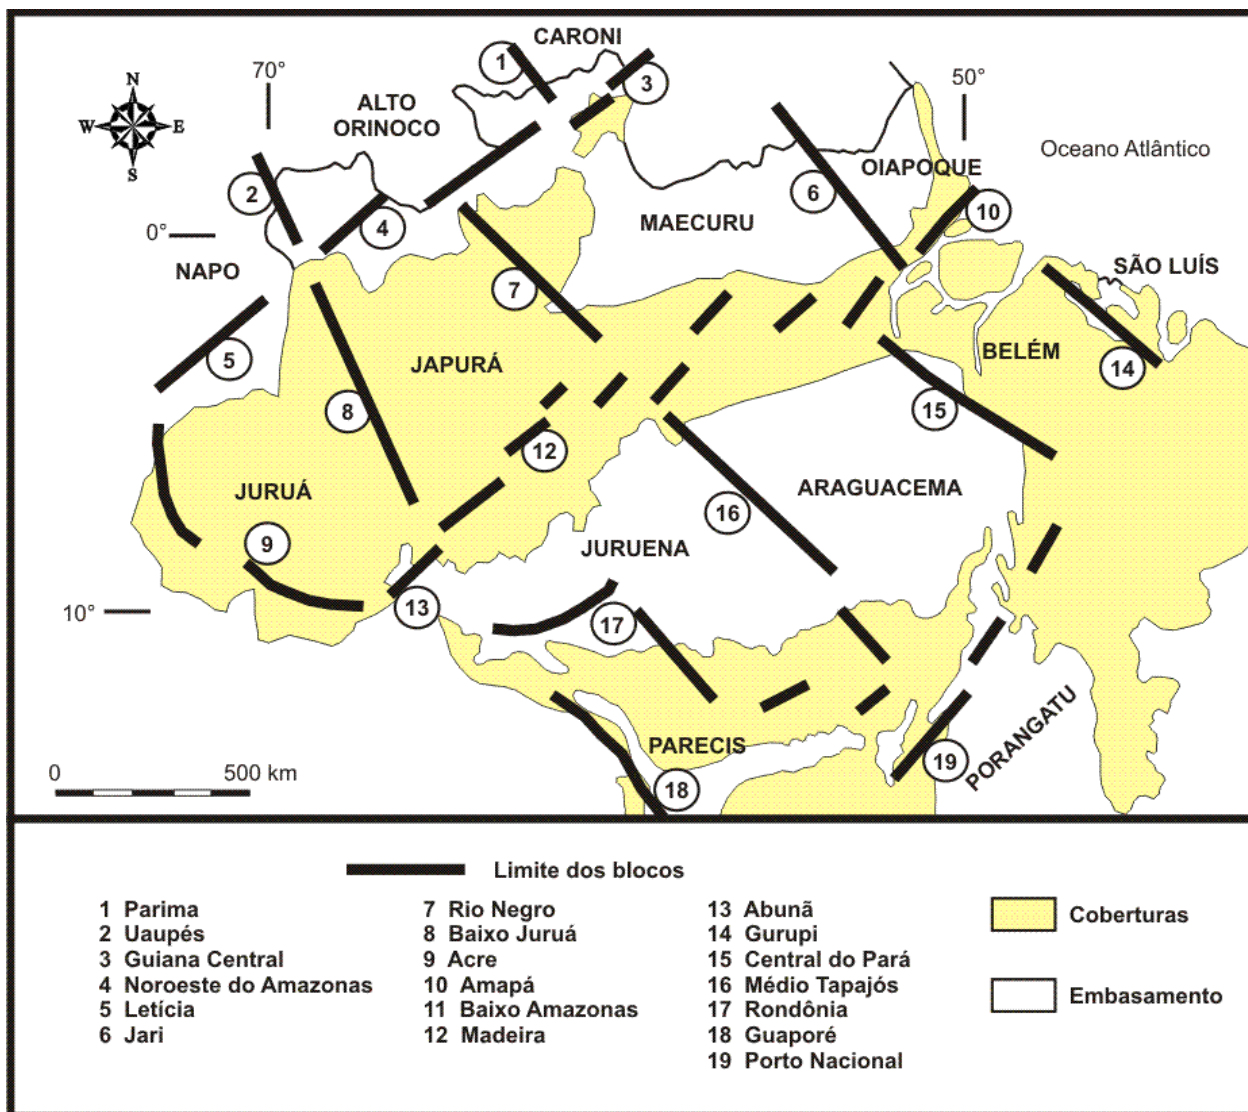 CARONI
1
3
70°
50°
N
W
E
S
ALTO
ORINOCO
Oceano Atlântico
OIAPOQUE
2
6
10
4
MAECURU
0°
NAPO
SÃO LUÍS
7
BELÉM
5
JAPURÁ
14
8
15
12
JURUÁ
ARAGUACEMA
16
9
JURUENA
13
10°
17
PARECIS
PORANGATU
19
0
500 km
18
Limite dos blocos
1 Parima
2 Uaupés
3 Guiana Central
4 Noroeste do Amazonas
5 Letícia
6 Jari
7 Rio Negro
8 Baixo Juruá
9 Acre
10 Amapá
11 Baixo Amazonas
12 Madeira
13 Abunã
14 Gurupi
15 Central do Pará
16 Médio Tapajós
17 Rondônia
18 Guaporé
19 Porto Nacional
Coberturas
Embasamento